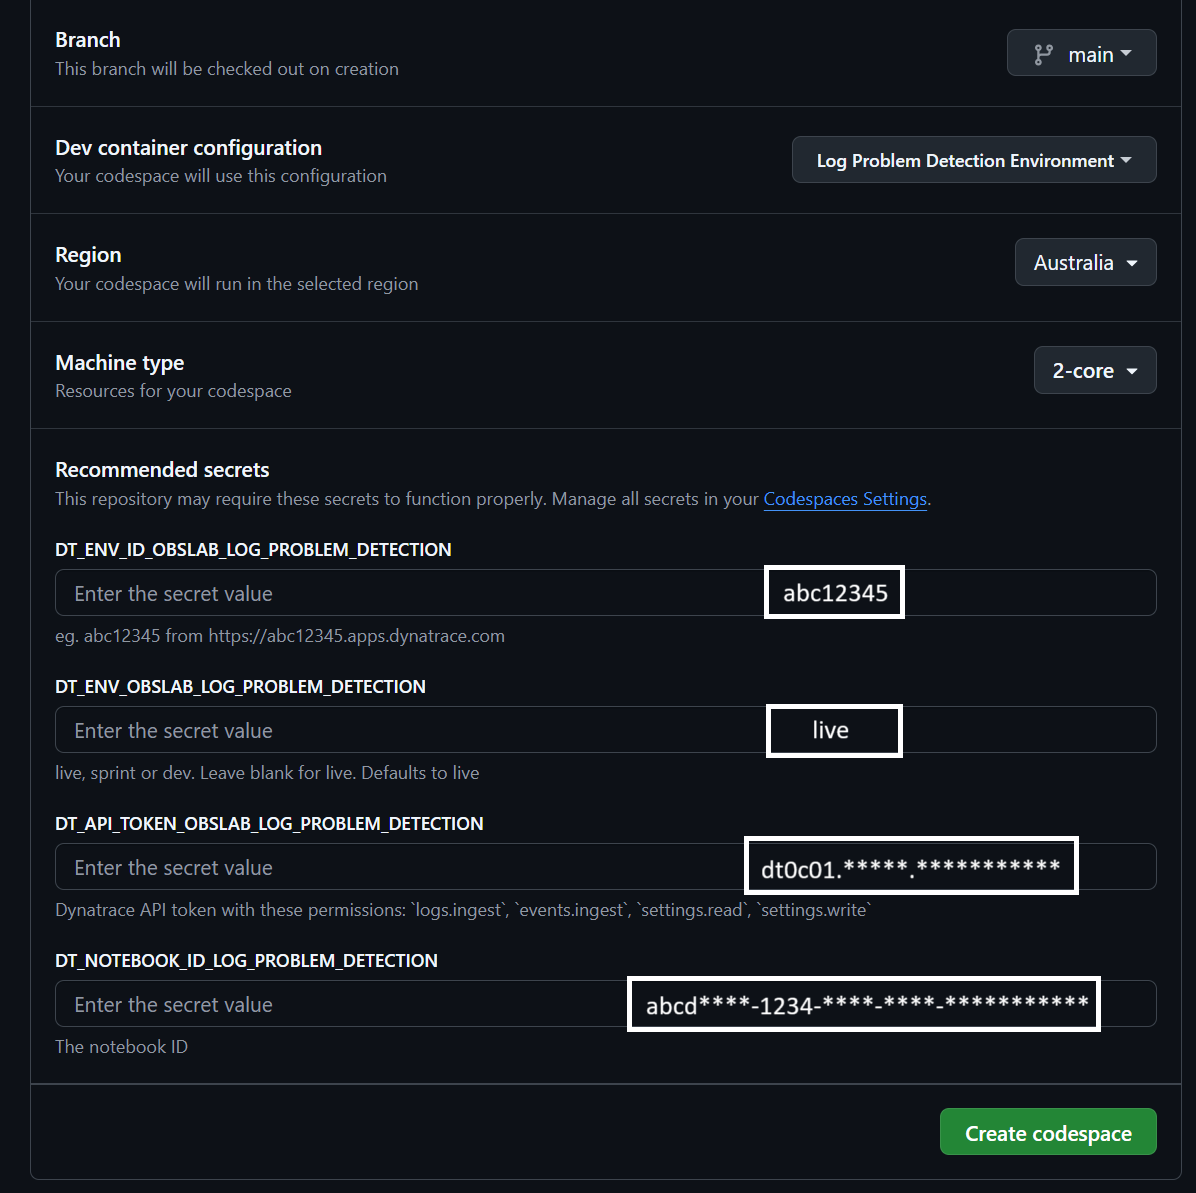 Branch
This branch will be checked out on creation
main
Dev container configuration
Your codespace will use this configuration
Log Problem Detection Environment
Region
Your codespace will run in the selected region
Australia
Machine type
Resources for your codespace
2-core
Recommended secrets
This repository may require these secrets to function properly. Manage all secrets in your Codespaces Settings.
DT_ENV_ID_OBSLAB_LOG_PROBLEM_DETECTION
Enter the secret value
abc12345
eg. abc12345 from https://abc12345.apps.dynatrace.com
DT_ENV_OBSLAB_LOG_PROBLEM_DETECTION
Enter the secret value
live
live, sprint or dev. Leave blank for live. Defaults to live
DT_API_TOKEN_OBSLAB_LOG_PROBLEM_DETECTION
Enter the secret value
dt0c01.*****.***********
Dynatrace API token with these permissions: `logs.ingest`, `events.ingest`, `settings.read`, `settings.write`
DT_NOTEBOOK_ID_LOG_PROBLEM_DETECTION
Enter the secret value
abcd****-1234-****-****-***********
The notebook ID
Create codespace